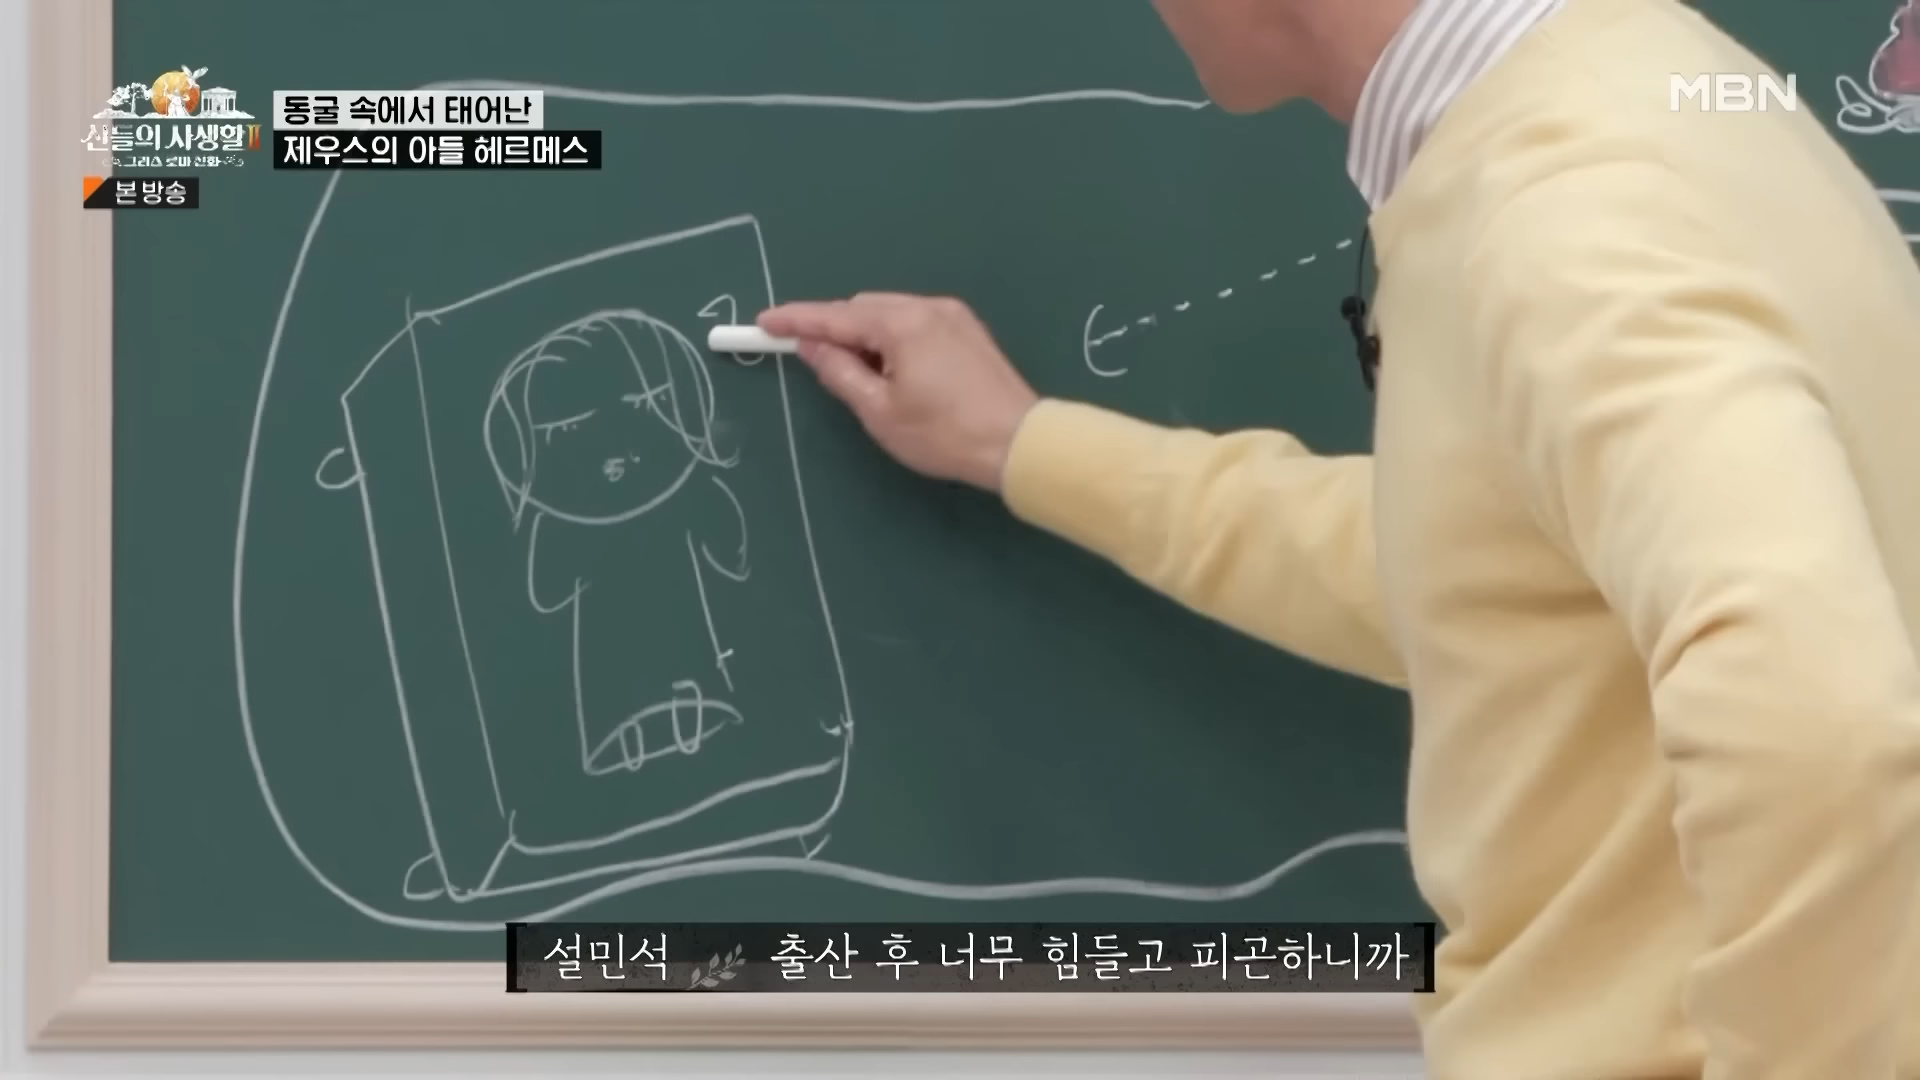 동굴 속에서 태어난
제우스의 아들 헤르메스
MBN
신들의 사생활 II
그리스 로마 신화
본 방송
설민석 출산 후 너무 힘들고 피곤하니까